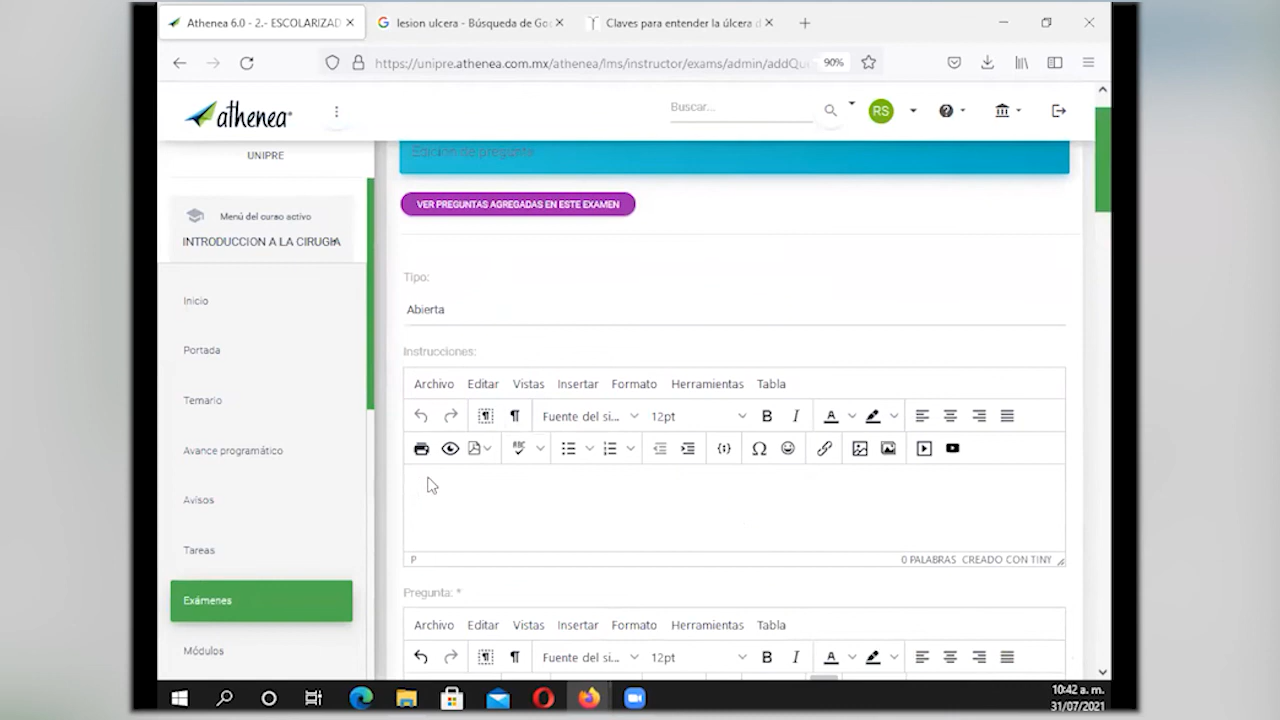 Athenea 6.0 - 2.- ESCOLARIZAD
lesion ulcera - Búsqueda de Goo
Claves para entender la úlcera d
https://unipre.athenea.com.mx/athenea/lms/instructor/exams/admin/addQu
90%
athenea
Buscar...
RS
UNIPRE
Edición de pregunta
VER PREGUNTAS AGREGADAS EN ESTE EXAMEN
Menú del curso activo
INTRODUCCION A LA CIRUGIA
Tipo:
Inicio
Abierta
Portada
Instrucciones:
Archivo Editar Vistas Insertar Formato Herramientas Tabla
Temario
Fuente del si... 12pt B I A
Avance programático
ABC
Avisos
Tareas
P 0 PALABRAS CREADO CON TINY
Exámenes
Pregunta: *
Archivo Editar Vistas Insertar Formato Herramientas Tabla
Módulos
Fuente del si... 12pt B I A
10:42 a. m.
31/07/2021